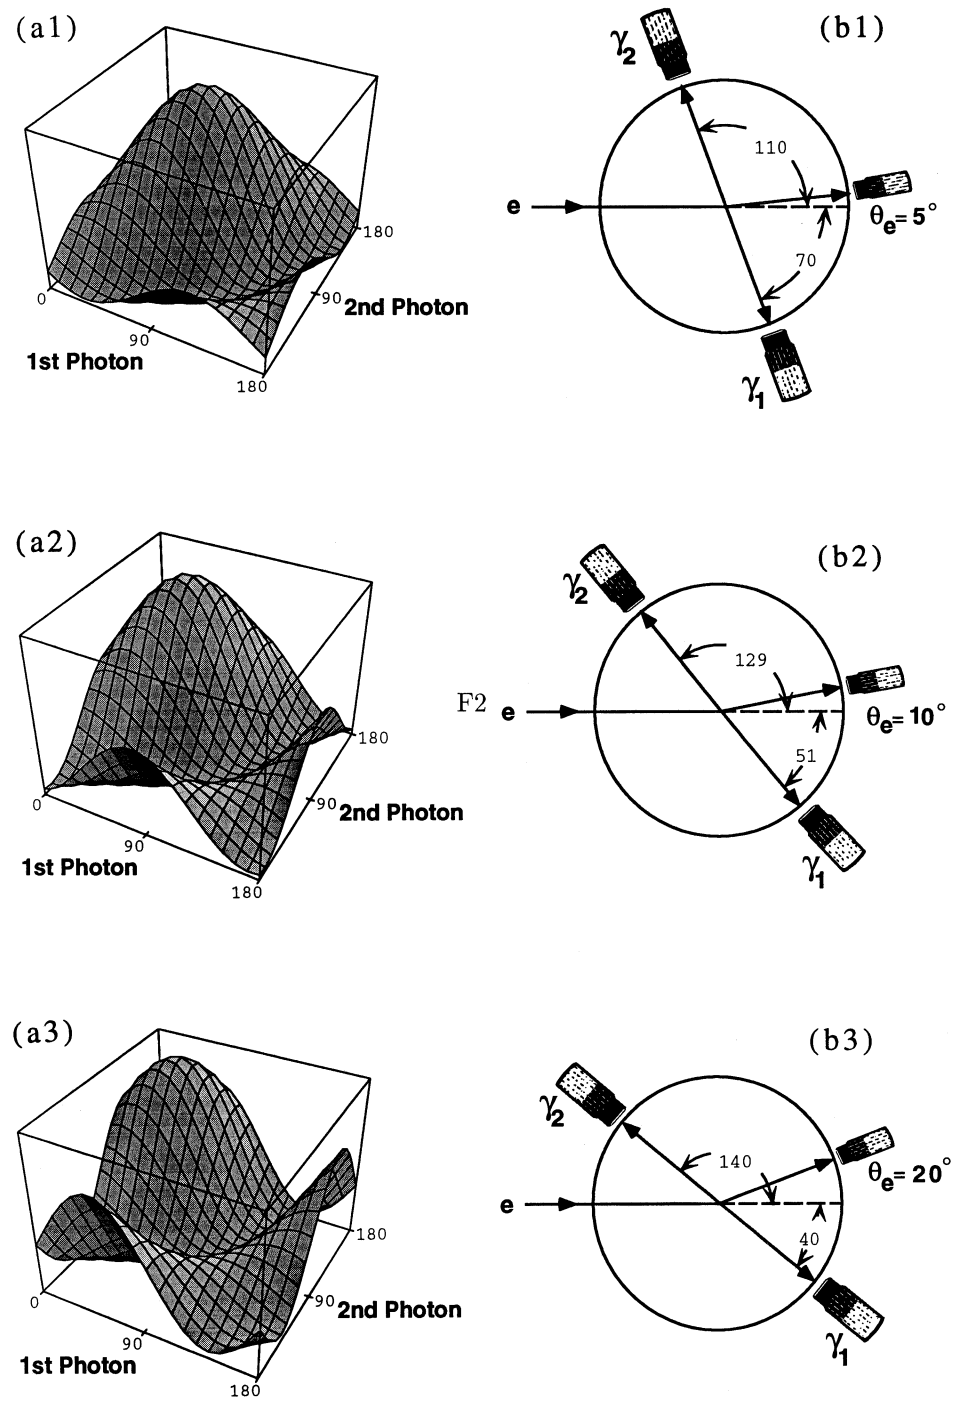 (a1)
0
90
180
1st Photon
90
180
2nd Photon
(b1)
γ2
110
e
θe= 5°
70
γ1
(a2)
0
90
180
1st Photon
90
180
2nd Photon
F2
(b2)
γ2
129
e
θe= 10°
51
γ1
(a3)
0
90
180
1st Photon
90
180
2nd Photon
(b3)
γ2
140
e
θe= 20°
40
γ1